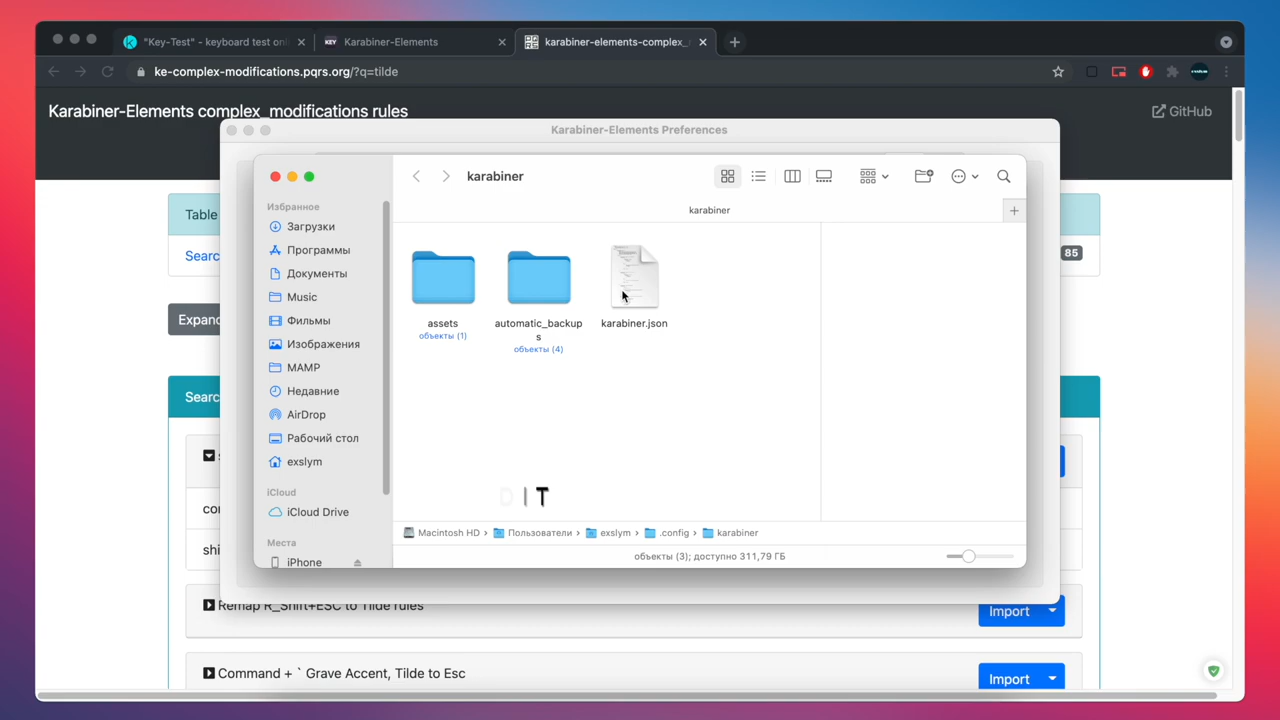 "Key-Test" - keyboard test onl
KEY
Karabiner-Elements
karabiner-elements-complex_
ke-complex-modifications.pqrs.org/?q=tilde
Karabiner-Elements complex_modifications rules
GitHub
Karabiner-Elements Preferences
karabiner
karabiner
Избранное
Загрузки
Программы
Документы
Music
Фильмы
Изображения
MAMP
Недавние
AirDrop
Рабочий стол
exslym
iCloud
iCloud Drive
Места
iPhone
assets
объекты (1)
automatic_backup
s
объекты (4)
karabiner.json
D I T
Macintosh HD › Пользователи › exslym › .config › karabiner
объекты (3); доступно 311,79 ГБ
Table
Searc
85
Expand
Searc
shi
Remap R_Shift+ESC to Tilde rules
Import
Command + ` Grave Accent, Tilde to Esc
Import